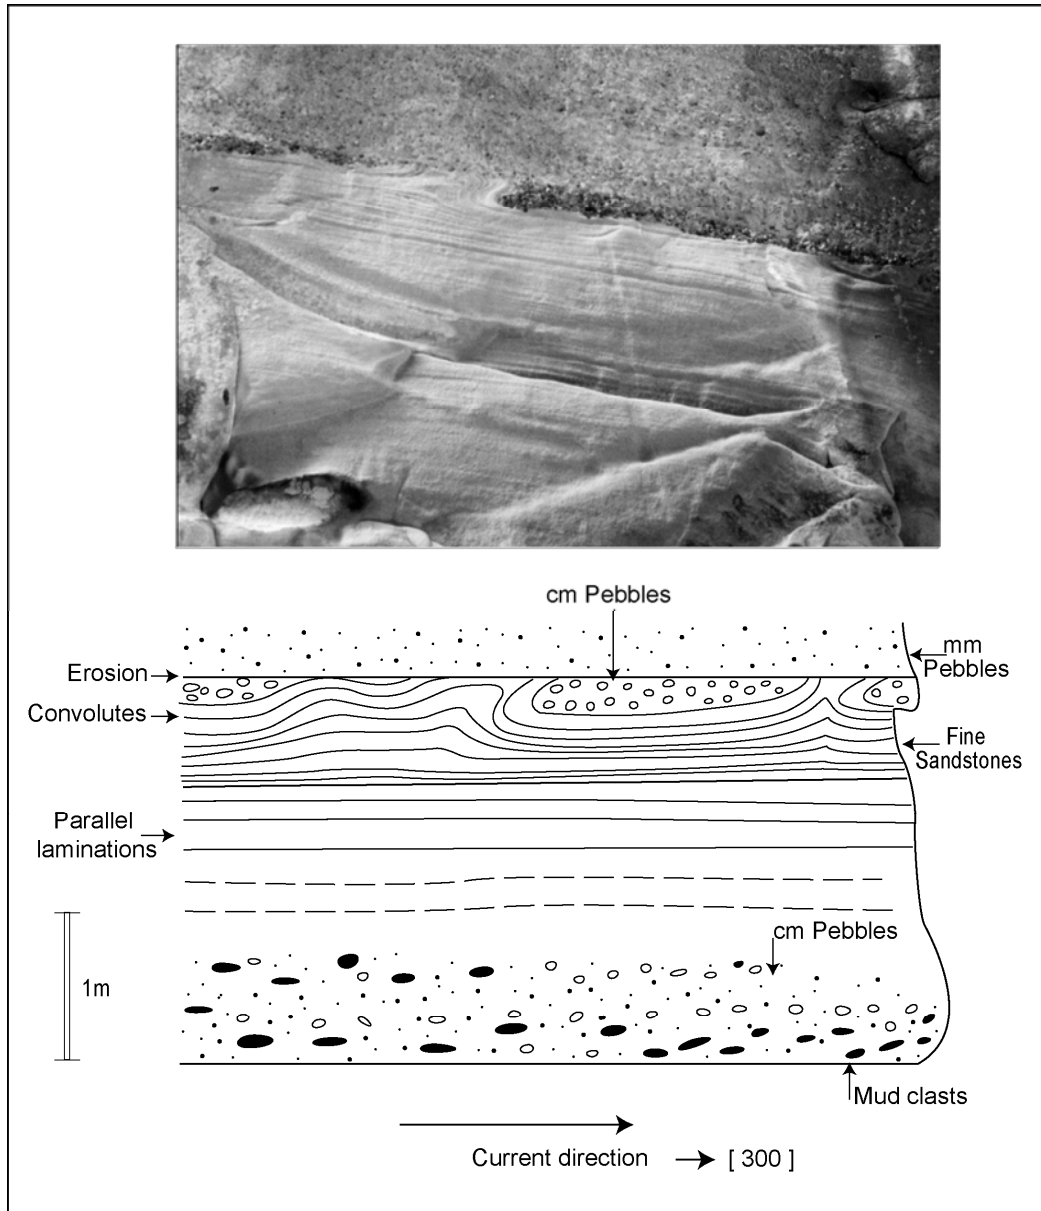 cm Pebbles
mm
Pebbles
Erosion
Convolutes
Fine
Sandstones
Parallel
laminations
cm Pebbles
1m
Mud clasts
Current direction
[ 300 ]